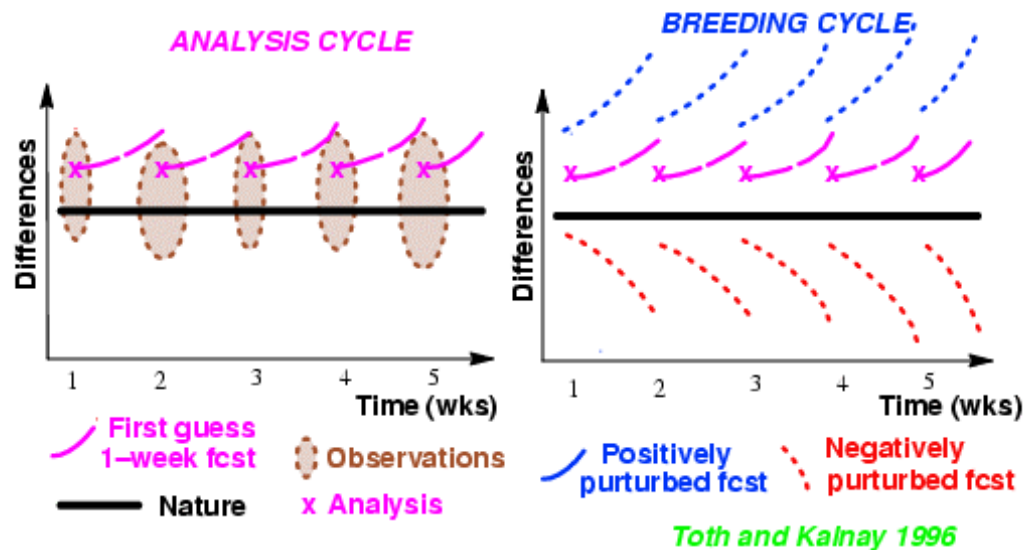 ANALYSIS CYCLE
Differences
1 2 3 4 5
Time (wks)
First guess
1–week fcst
Observations
Nature
x Analysis
BREEDING CYCLE
Differences
1 2 3 4 5
Time (wks)
Positively
purturbed fcst
Negatively
purturbed fcst
Toth and Kalnay 1996